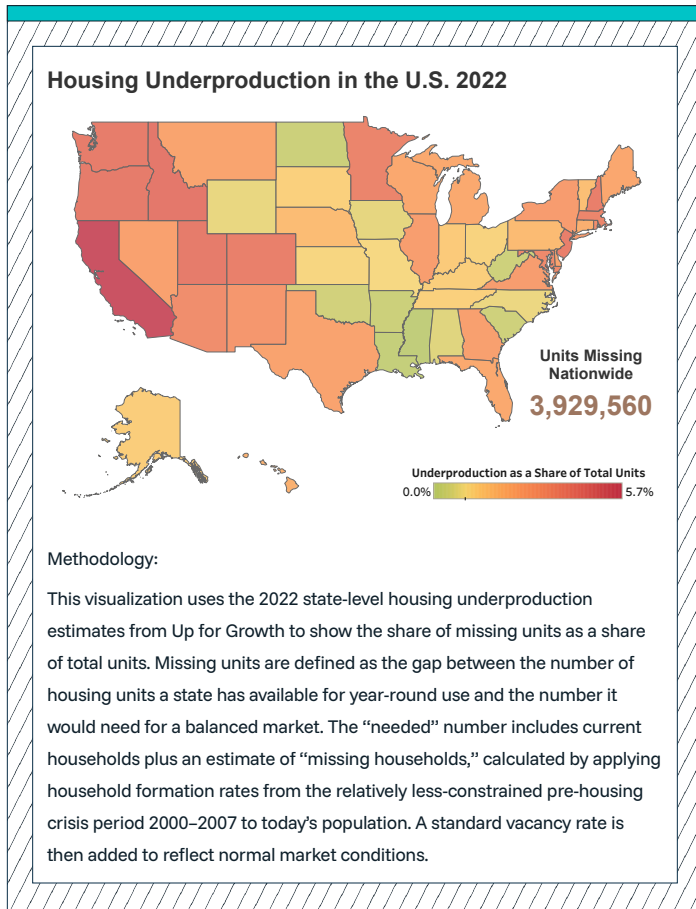 Housing Underproduction in the U.S. 2022
Units Missing
Nationwide
3,929,560
Underproduction as a Share of Total Units
0.0%
5.7%
Methodology:
This visualization uses the 2022 state-level housing underproduction
estimates from Up for Growth to show the share of missing units as a share
of total units. Missing units are defined as the gap between the number of
housing units a state has available for year-round use and the number it
would need for a balanced market. The “needed” number includes current
households plus an estimate of “missing households,” calculated by applying
household formation rates from the relatively less-constrained pre-housing
crisis period 2000–2007 to today’s population. A standard vacancy rate is
then added to reflect normal market conditions.